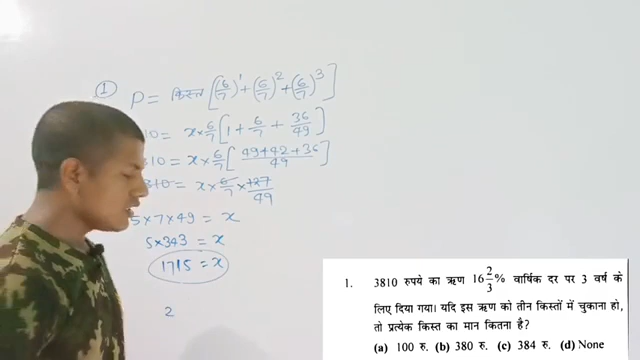 ① P = किस्त [(6/7)¹ + (6/7)² + (6/7)³]
10 = x × 6/7 [1 + 6/7 + 36/49]
310 = x × 6/7 [(49+42+36)/49]
310 = x × 6/7 × 127/49
5 × 7 × 49 = x
5 × 343 = x
1715 = x
2
1. 3810 रुपये का ऋण 16 2/3 % वार्षिक दर पर 3 वर्ष के
लिए दिया गया। यदि इस ऋण को तीन किस्तों में चुकाना हो,
तो प्रत्येक किस्त का मान कितना है?
(a) 100 रु. (b) 380 रु. (c) 384 रु. (d) None